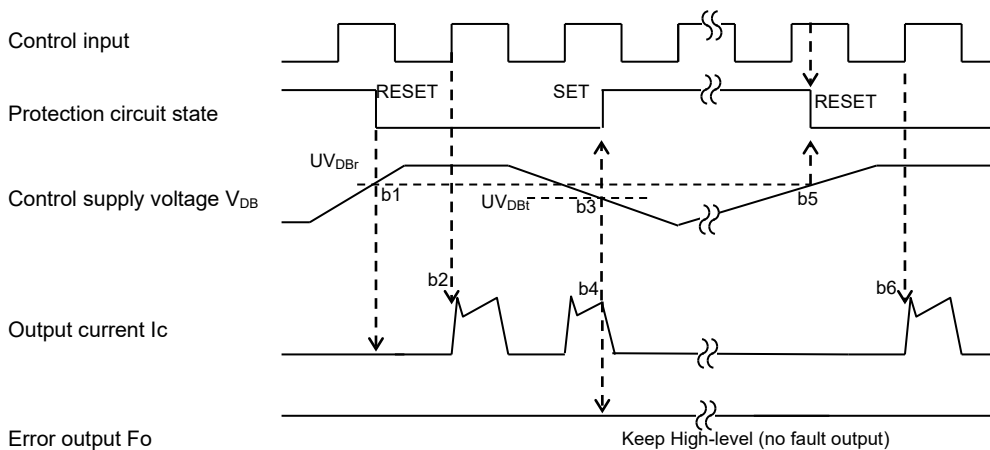 Control input
RESET
SET
RESET
Protection circuit state
UVDBr
b1
Control supply voltage VDB
UVDBt
b3
b5
b2
b4
b6
Output current Ic
Error output Fo
Keep High-level (no fault output)